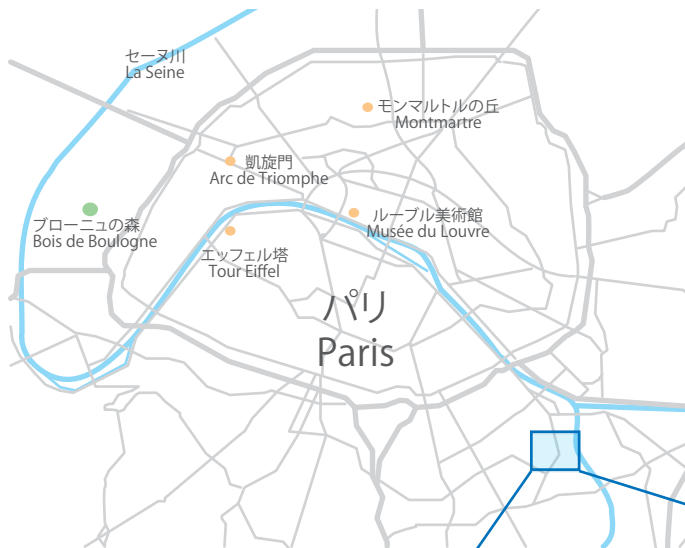 セーヌ川
La Seine
モンマルトルの丘
Montmartre
凱旋門
Arc de Triomphe
ブローニュの森
Bois de Boulogne
ルーブル美術館
Musée du Louvre
エッフェル塔
Tour Eiffel
パリ
Paris